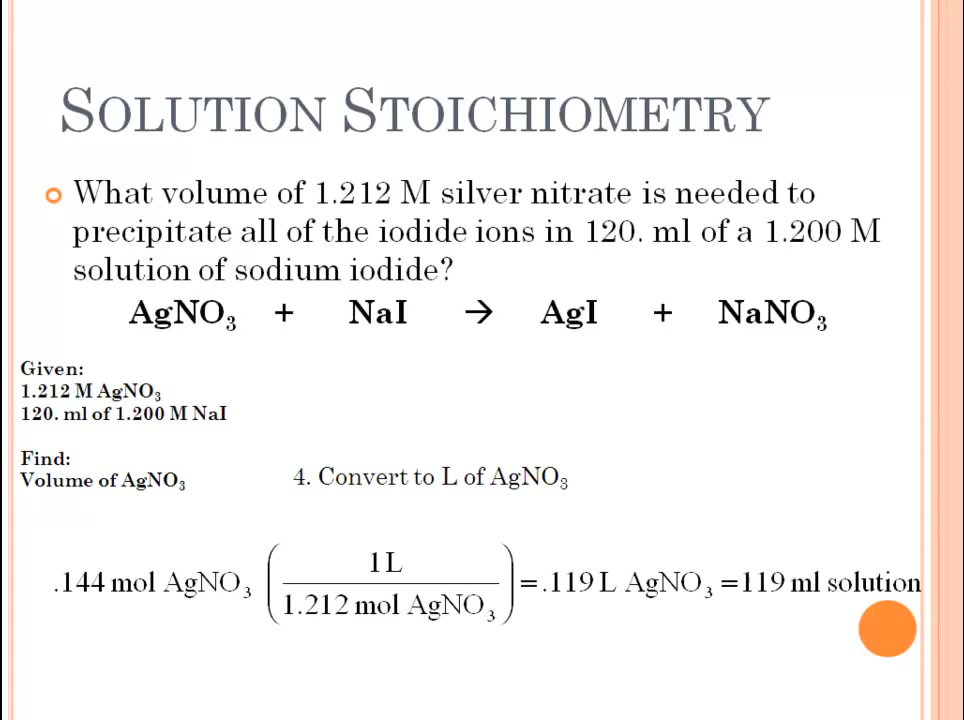 SOLUTION STOICHIOMETRY
What volume of 1.212 M silver nitrate is needed to
precipitate all of the iodide ions in 120. ml of a 1.200 M
solution of sodium iodide?
AgNO₃ + NaI → AgI + NaNO₃
Given:
1.212 M AgNO₃
120. ml of 1.200 M NaI
Find:
Volume of AgNO₃
4. Convert to L of AgNO₃
.144 mol AgNO₃ (1 L / 1.212 mol AgNO₃) = .119 L AgNO₃ = 119 ml solution